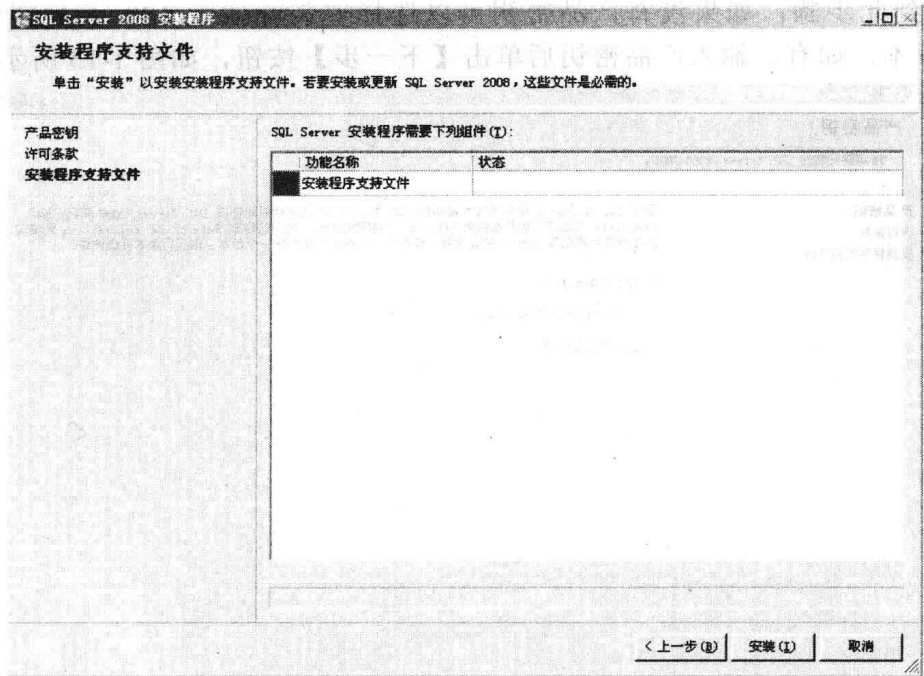 SQL Server 2008 安装程序
安装程序支持文件
单击“安装”以安装安装程序支持文件。若要安装或更新 SQL Server 2008，这些文件是必需的。
产品密钥
许可条款
安装程序支持文件
SQL Server 安装程序需要下列组件(T):
功能名称 状态
安装程序支持文件
< 上一步(B) 安装(I) 取消